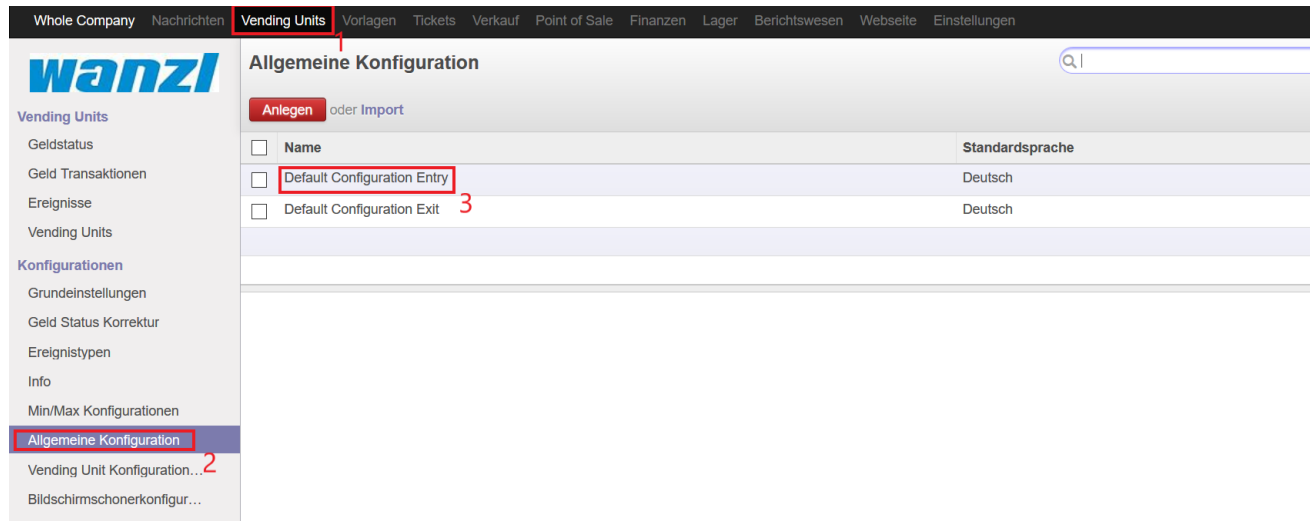 Whole Company Nachrichten Vending Units Vorlagen Tickets Verkauf Point of Sale Finanzen Lager Berichtswesen Webseite Einstellungen
1
wanzl
Vending Units
Geldstatus
Geld Transaktionen
Ereignisse
Vending Units
Konfigurationen
Grundeinstellungen
Geld Status Korrektur
Ereignistypen
Info
Min/Max Konfigurationen
Allgemeine Konfiguration
2
Vending Unit Konfiguration...
Bildschirmschonerkonfigur...
Allgemeine Konfiguration
Anlegen oder Import
Name Standardsprache
Default Configuration Entry Deutsch
3
Default Configuration Exit Deutsch